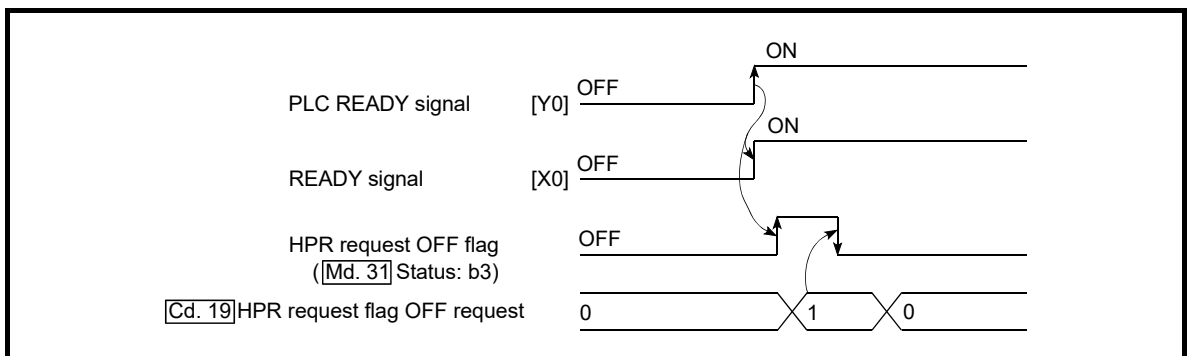 ON
PLC READY signal [Y0] OFF
ON
READY signal [X0] OFF
HPR request OFF flag OFF
( Md. 31 Status: b3)
Cd. 19 HPR request flag OFF request 0 1 0